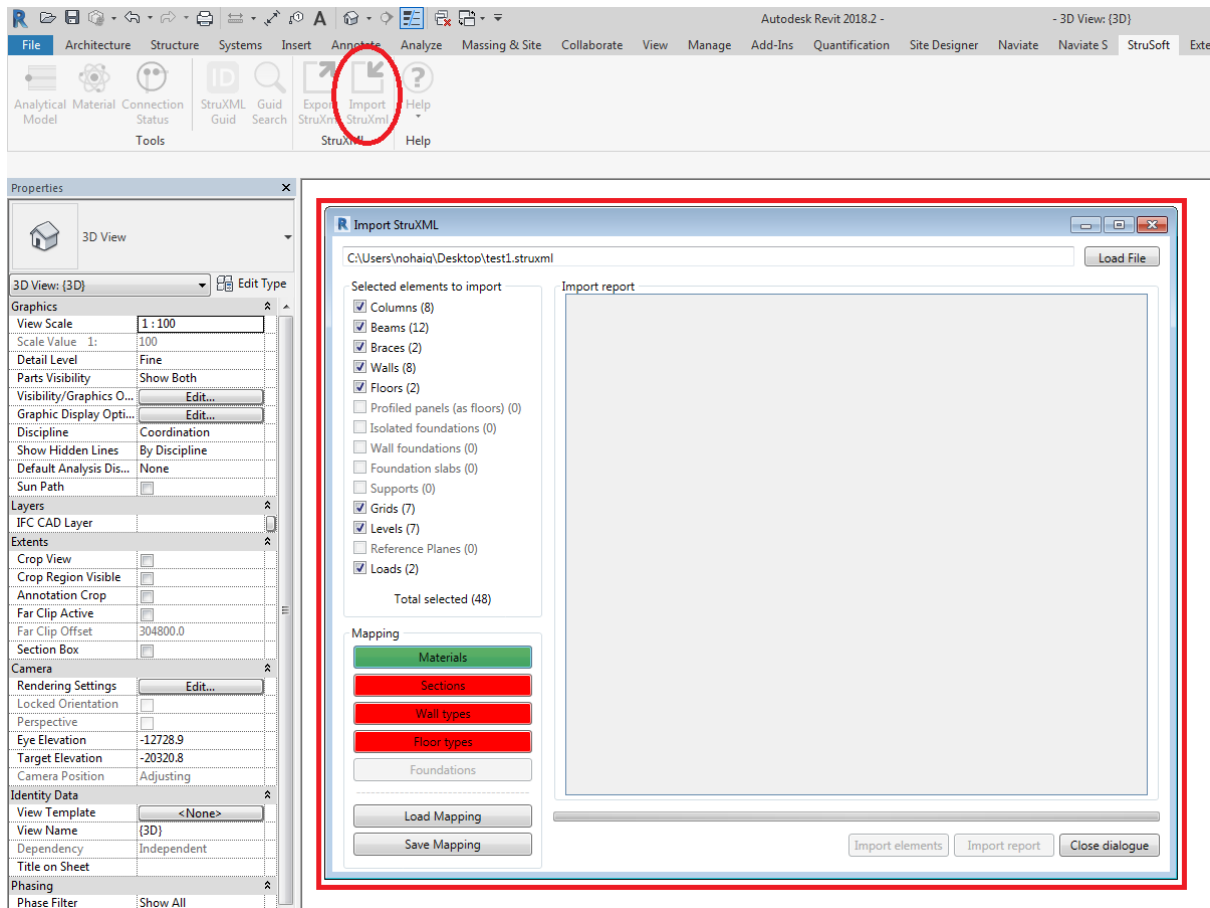 Autodesk Revit 2018.2 -    - 3D View: {3D}
File Architecture Structure Systems Insert Annotate Analyze Massing & Site Collaborate View Manage Add-Ins Quantification Site Designer Naviate Naviate S StruSoft Exte
Analytical Material Connection StruXML Guid Export Import Help
Model Status Guid Search StruXml StruXml
Tools StruXML Help
Properties
3D View
3D View: {3D} Edit Type
Graphics
View Scale 1 : 100
Scale Value 1: 100
Detail Level Fine
Parts Visibility Show Both
Visibility/Graphics O... Edit...
Graphic Display Opti... Edit...
Discipline Coordination
Show Hidden Lines By Discipline
Default Analysis Dis... None
Sun Path
Layers
IFC CAD Layer
Extents
Crop View
Crop Region Visible
Annotation Crop
Far Clip Active
Far Clip Offset 304800.0
Section Box
Camera
Rendering Settings Edit...
Locked Orientation
Perspective
Eye Elevation -12728.9
Target Elevation -20320.8
Camera Position Adjusting
Identity Data
View Template <None>
View Name {3D}
Dependency Independent
Title on Sheet
Phasing
Phase Filter Show All
Import StruXML
C:\Users\nohaig\Desktop\test1.struxml Load File
Selected elements to import
Columns (8)
Beams (12)
Braces (2)
Walls (8)
Floors (2)
Profiled panels (as floors) (0)
Isolated foundations (0)
Wall foundations (0)
Foundation slabs (0)
Supports (0)
Grids (7)
Levels (7)
Reference Planes (0)
Loads (2)
Total selected (48)
Import report
Mapping
Materials
Sections
Wall types
Floor types
Foundations
Load Mapping
Save Mapping
Import elements Import report Close dialogue